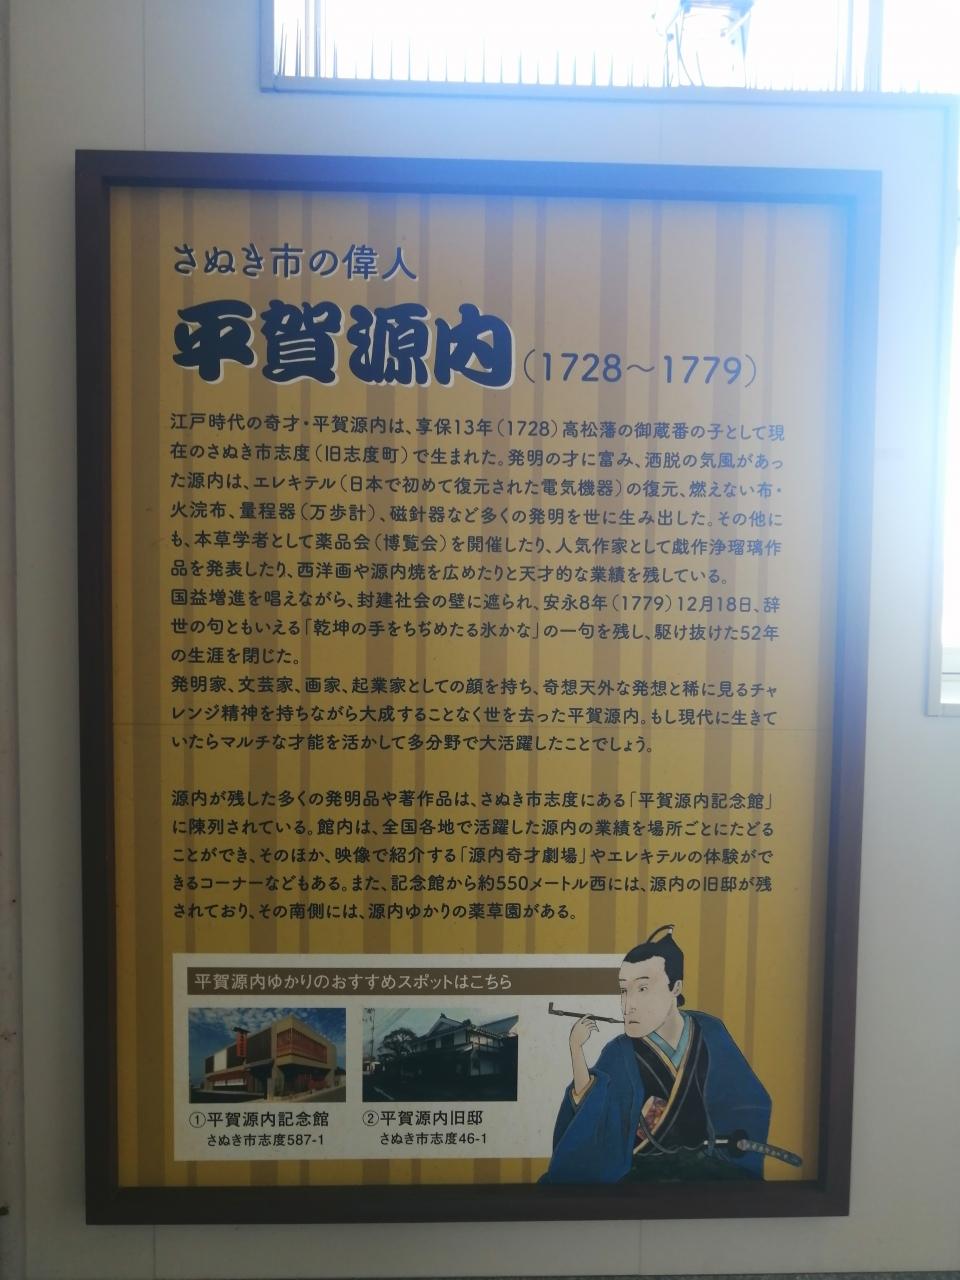 さぬき市の偉人
平賀源内（1728～1779）
江戸時代の奇才・平賀源内は、享保13年（1728）高松藩の御蔵番の子として現
在のさぬき市志度（旧志度町）で生まれた。発明の才に富み、洒脱の気風があっ
た源内は、エレキテル（日本で初めて復元された電気機器）の復元、燃えない布・
火浣布、量程器（万歩計）、磁針器など多くの発明を世に生み出した。その他に
も、本草学者として薬品会（博覧会）を開催したり、人気作家として戯作浄瑠璃作
品を発表したり、西洋画や源内焼を広めたりと天才的な業績を残している。
国益増進を唱えながら、封建社会の壁に遮られ、安永8年（1779）12月18日、辞
世の句ともいえる「乾坤の手をちぢめたる氷かな」の一句を残し、駆け抜けた52年
の生涯を閉じた。
発明家、文芸家、画家、起業家としての顔を持ち、奇想天外な発想と稀に見るチャ
レンジ精神を持ちながら大成することなく世を去った平賀源内。もし現代に生きて
いたらマルチな才能を活かして多分野で大活躍したことでしょう。
源内が残した多くの発明品や著作品は、さぬき市志度にある「平賀源内記念館」
に陳列されている。館内は、全国各地で活躍した源内の業績を場所ごとにたどる
ことができ、そのほか、映像で紹介する「源内奇才劇場」やエレキテルの体験がで
きるコーナーなどもある。また、記念館から約550メートル西には、源内の旧邸が残
されており、その南側には、源内ゆかりの薬草園がある。
平賀源内ゆかりのおすすめスポットはこちら
①平賀源内記念館
さぬき市志度587-1
②平賀源内旧邸
さぬき市志度46-1